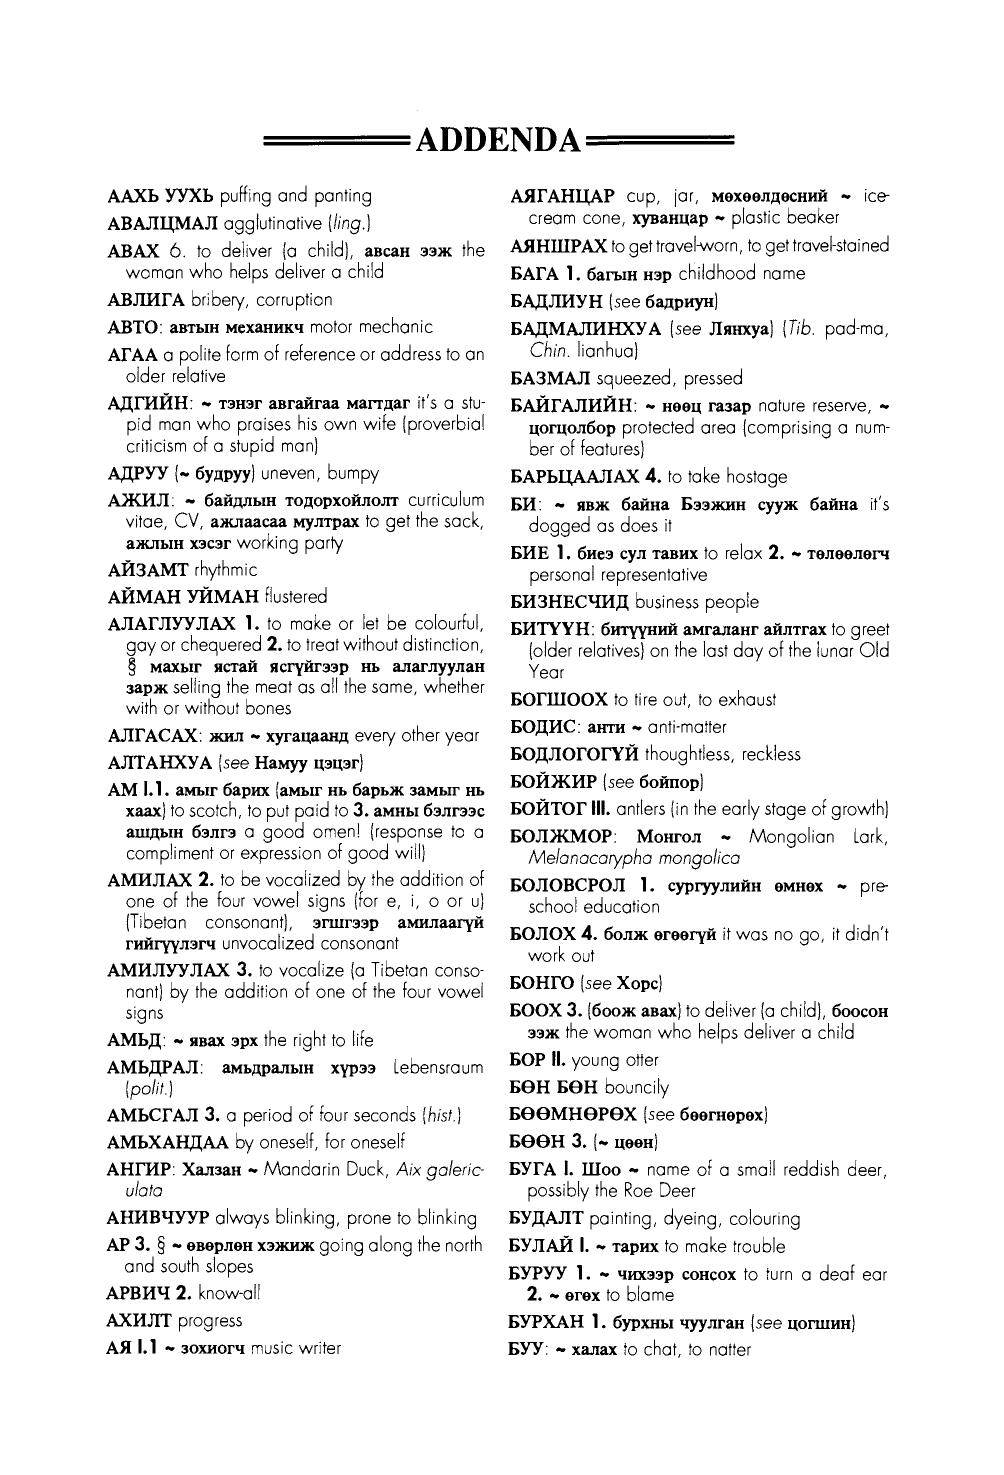 ADDENDA
ААХЬ УУХЬ puffing and panting
АВАЛЦМАЛ agglutinative (ling.)
АВАХ 6. to deliver (a child), авсан ээж the
woman who helps deliver a child
АВЛИГА bribery, corruption
АВТО: автын механикч motor mechanic
АГАА a polite form of reference or address to an
older relative
АДГИЙН: ~ тэнэг авгайгаа магтдаг it's a stu-
pid man who praises his own wife (proverbial
criticism of a stupid man)
АДРУУ (~ будруу) uneven, bumpy
АЖИЛ: ~ байдлын тодорхойлолт curriculum
vitae, CV, ажлаасаа мултрах to get the sack,
ажлын хэсэг working party
АЙЗАМТ rhythmic
АЙМАН УЙМАН flustered
АЛАГЛУУЛАХ 1. to make or let be colourful,
gay or chequered 2. to treat without distinction,
§ махыг ястай ясгүйгээр нь алаглуулан
зарж selling the meat as all the same, whether
with or without bones
АЛГАСАХ: жил ~ хугацаанд every other year
АЛТАНХУА (see Намуу цэцэг)
АМ I.1. амыг барих (амыг нь барьж замыг нь
хаах) to scotch, to put paid to 3. амны бэлгээс
ашдын бэлгэ a good omen! (response to a
compliment or expression of good will)
АМИЛАХ 2. to be vocalized by the addition of
one of the four vowel signs (for e, i, o or u)
(Tibetan consonant), эгшгээр амилаагүй
гийгүүлэгч unvocalized consonant
АМИЛУУЛАХ 3. to vocalize (a Tibetan conso-
nant) by the addition of one of the four vowel
signs
АМЬД: ~ явах эрх the right to life
АМЬДРАЛ: амьдралын хүрээ Lebensraum
(polit.)
АМЬСГАЛ 3. a period of four seconds (hist.)
АМЬХАНДАА by oneself, for oneself
АНГИР: Халзан ~ Mandarin Duck, Aix galeric-
ulata
АНИВЧУУР always blinking, prone to blinking
АР 3. § ~ өвөрлөн хэжиж going along the north
and south slopes
АРВИЧ 2. know-all
АХИЛТ progress
АЯ I.1 ~ зохиогч music writer
АЯГАНЦАР cup, jar, мөхөөлдөсний ~ ice-
cream cone, хуванцар ~ plastic beaker
АЯНШРАХ to get travel-worn, to get travel-stained
БАГА 1. багын нэр childhood name
БАДЛИУН (see бадриун)
БАДМАЛИНХУА (see Лянхуа) (Tib. pad-ma,
Chin. lianhua)
БАЗМАЛ squeezed, pressed
БАЙГАЛИЙН: ~ нөөц газар nature reserve, ~
цогцолбор protected area (comprising a num-
ber of features)
БАРЬЦААЛАХ 4. to take hostage
БИ: ~ явж байна Бээжин сууж байна it's
dogged as does it
БИЕ 1. биеэ сул тавих to relax 2. ~ төлөөлөгч
personal representative
БИЗНЕСЧИД business people
БИТҮҮН: битүүний амгаланг айлтгах to greet
(older relatives) on the last day of the lunar Old
Year
БОГШООХ to tire out, to exhaust
БОДИС: анти ~ anti-matter
БОДЛОГОГҮЙ thoughtless, reckless
БОЙЖИР (see бойпор)
БОЙТОГ III. antlers (in the early stage of growth)
БОЛЖМОР: Монгол ~ Mongolian Lark,
Melanacarypha mongolica
БОЛОВСРОЛ 1. сургуулийн өмнөх ~ pre-
school education
БОЛОХ 4. болж өгөөгүй it was no go, it didn't
work out
БОНГО (see Хорс)
БООХ 3. (боож авах) to deliver (a child), боосон
ээж the woman who helps deliver a child
БОР II. young otter
БӨН БӨН bouncily
БӨӨМНӨРӨХ (see бөөгнөрөх)
БӨӨН 3. (~ цөөн)
БУГА I. Шоо ~ name of a small reddish deer,
possibly the Roe Deer
БУДАЛТ painting, dyeing, colouring
БУЛАЙ I. ~ тарих to make trouble
БУРУУ 1. ~ чихээр сонсох to turn a deaf ear
2. ~ өгөх to blame
БУРХАН 1. бурхны чуулган (see цогшин)
БУУ: ~ халах to chat, to natter